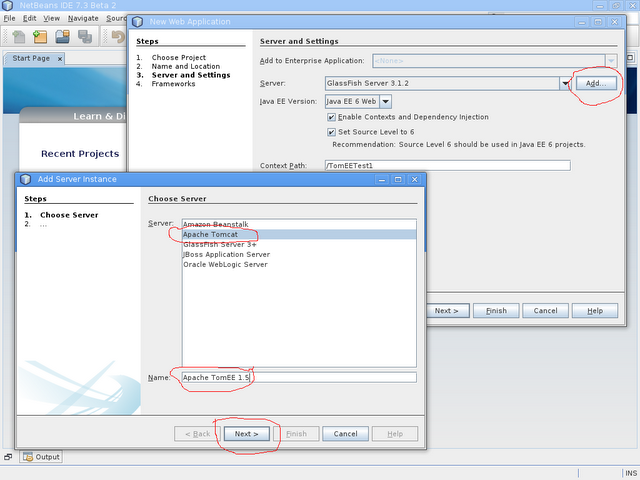 NetBeans IDE 7.3 Beta 2
File Edit View Navigate Source
Start Page
Learn & Di
Recent Projects
New Web Application
Steps
1. Choose Project
2. Name and Location
3. Server and Settings
4. Frameworks
Server and Settings
Add to Enterprise Application: <None>
Server: GlassFish Server 3.1.2 Add...
Java EE Version: Java EE 6 Web
Enable Contexts and Dependency Injection
Set Source Level to 6
Recommendation: Source Level 6 should be used in Java EE 6 projects.
Context Path: /TomEETest1
Next > Finish Cancel Help
Add Server Instance
Steps
1. Choose Server
2. ...
Choose Server
Server: Amazon Beanstalk
Apache Tomcat
GlassFish Server 3+
JBoss Application Server
Oracle WebLogic Server
Name: Apache TomEE 1.5
< Back Next > Finish Cancel Help
Output
INS